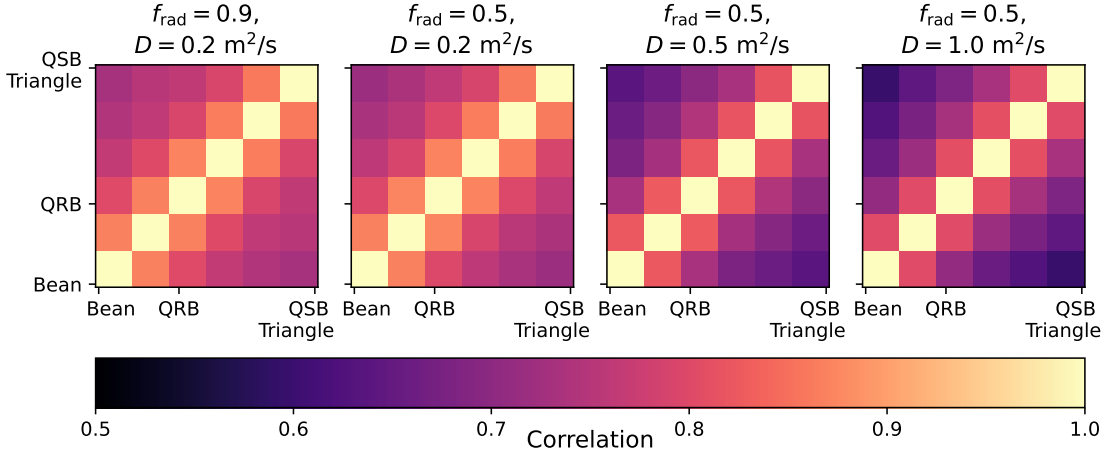 f_rad = 0.9,
D = 0.2 m²/s
f_rad = 0.5,
D = 0.2 m²/s
f_rad = 0.5,
D = 0.5 m²/s
f_rad = 0.5,
D = 1.0 m²/s
QSB
Triangle
QRB
Bean
Bean QRB QSB
Triangle
Bean QRB QSB
Triangle
Bean QRB QSB
Triangle
Bean QRB QSB
Triangle
0.5 0.6 0.7 0.8 0.9 1.0
Correlation